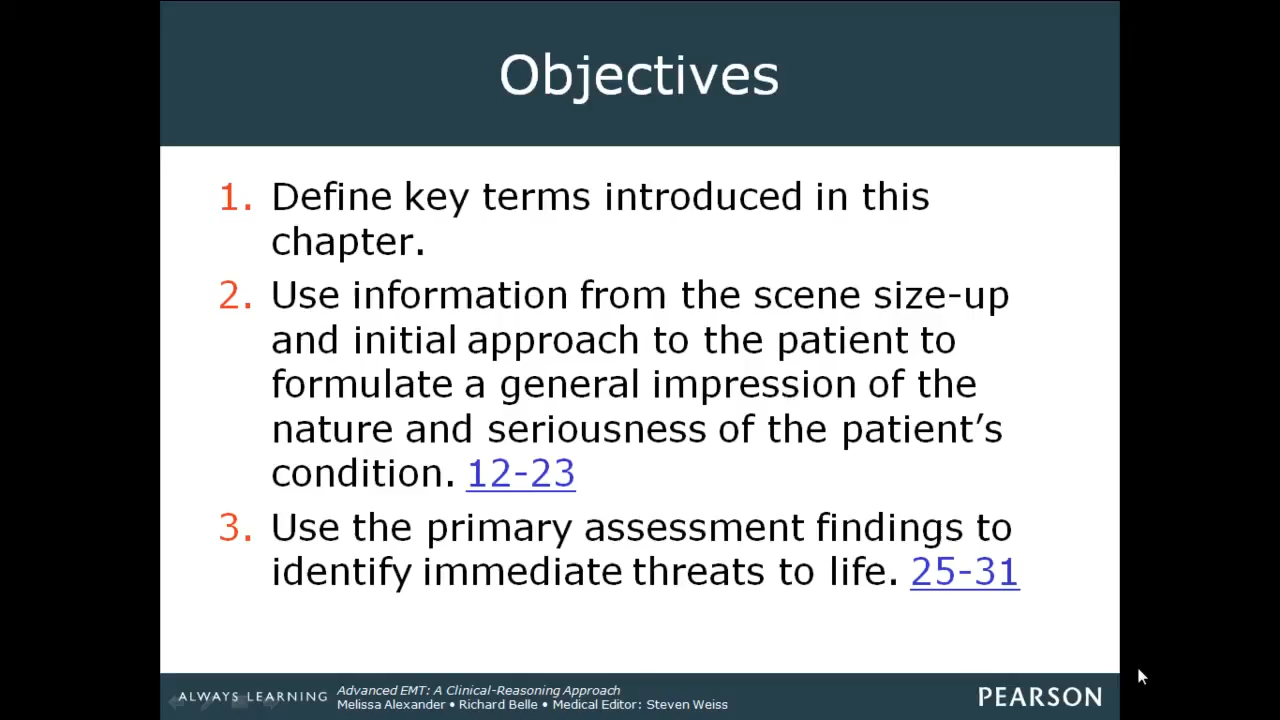 Objectives
1. Define key terms introduced in this
chapter.
2. Use information from the scene size-up
and initial approach to the patient to
formulate a general impression of the
nature and seriousness of the patient’s
condition. 12-23
3. Use the primary assessment findings to
identify immediate threats to life. 25-31
ALWAYS LEARNING
Advanced EMT: A Clinical-Reasoning Approach
Melissa Alexander • Richard Belle • Medical Editor: Steven Weiss
PEARSON